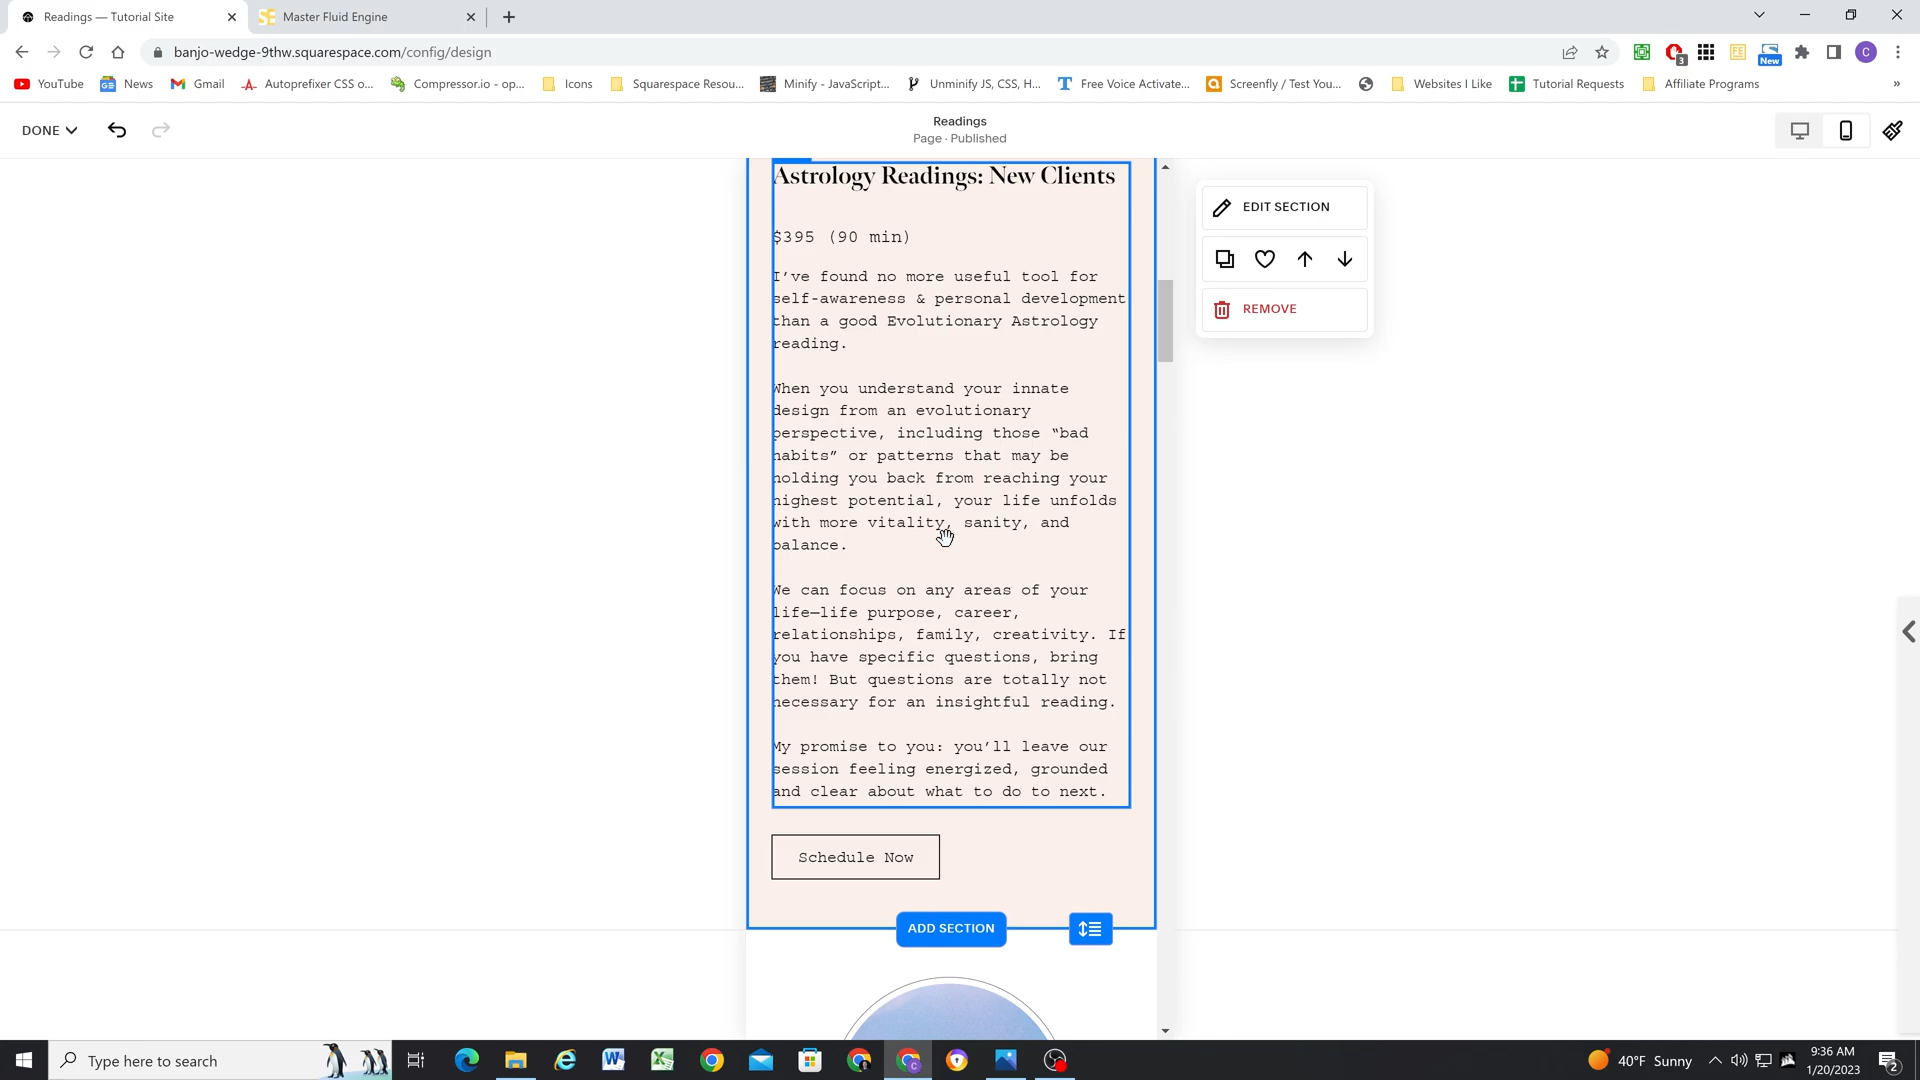 Readings — Tutorial Site
Master Fluid Engine
banjo-wedge-9thw.squarespace.com/config/design
3
FE
New
C
YouTube
News
Gmail
Autoprefixer CSS o...
Compressor.io - op...
Icons
Squarespace Resou...
Minify - JavaScript...
Unminify JS, CSS, H...
Free Voice Activate...
Screenfly / Test You...
Websites I Like
Tutorial Requests
Affiliate Programs
»
DONE
Readings
Page · Published
Astrology Readings: New Clients
$395 (90 min)
I’ve found no more useful tool for
self-awareness & personal development
than a good Evolutionary Astrology
reading.
When you understand your innate
design from an evolutionary
perspective, including those “bad
habits” or patterns that may be
holding you back from reaching your
highest potential, your life unfolds
with more vitality, sanity, and
balance.
We can focus on any areas of your
life—life purpose, career,
relationships, family, creativity. If
you have specific questions, bring
them! But questions are totally not
necessary for an insightful reading.
My promise to you: you’ll leave our
session feeling energized, grounded
and clear about what to do to next.
Schedule Now
ADD SECTION
EDIT SECTION
REMOVE
Type here to search
40°F Sunny
9:36 AM
1/20/2023
2